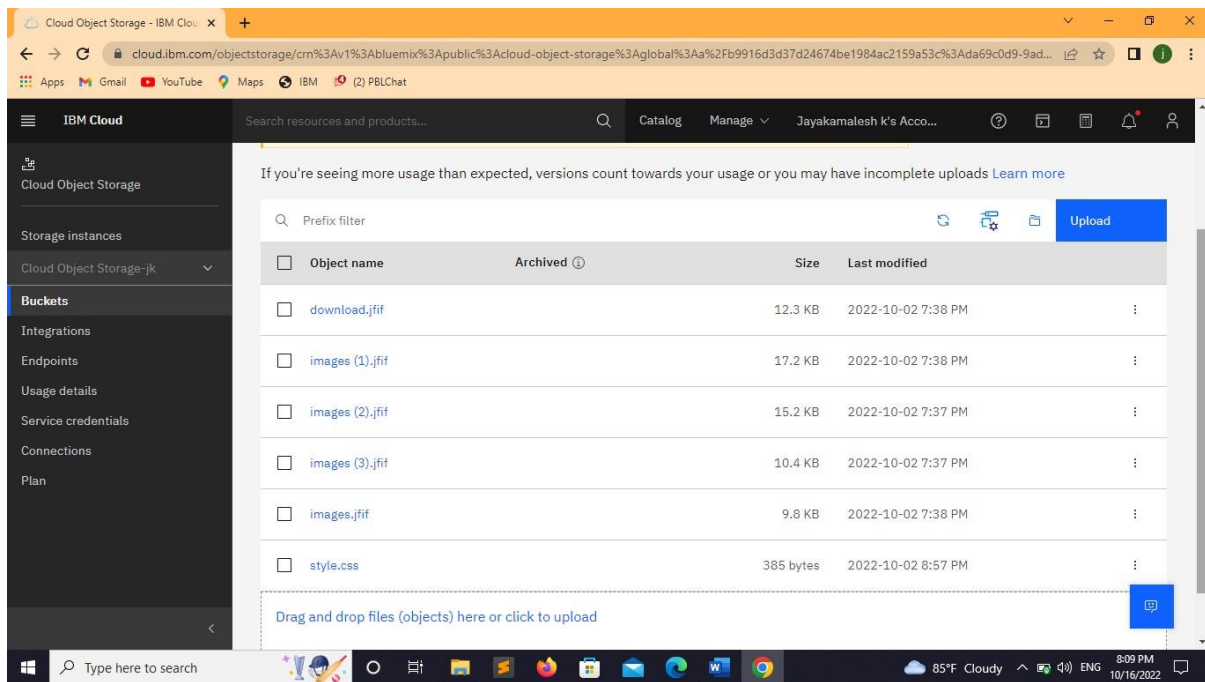 Cloud Object Storage - IBM Clou
cloud.ibm.com/objectstorage/crn%3Av1%3Abluemix%3Apublic%3Acloud-object-storage%3Aglobal%3Aa%2Fb9916d3d37d24674be1984ac2159a53c%3Ada69c0d9-9ad...
Apps Gmail YouTube Maps IBM (2) PBLChat
IBM Cloud Search resources and products... Catalog Manage Jayakamalesh k's Acco...
Cloud Object Storage
Storage instances
Cloud Object Storage-jk
Buckets
Integrations
Endpoints
Usage details
Service credentials
Connections
Plan
If you're seeing more usage than expected, versions count towards your usage or you may have incomplete uploads Learn more
Prefix filter Upload
Object name Archived Size Last modified
download.jfif 12.3 KB 2022-10-02 7:38 PM
images (1).jfif 17.2 KB 2022-10-02 7:38 PM
images (2).jfif 15.2 KB 2022-10-02 7:37 PM
images (3).jfif 10.4 KB 2022-10-02 7:37 PM
images.jfif 9.8 KB 2022-10-02 7:38 PM
style.css 385 bytes 2022-10-02 8:57 PM
Drag and drop files (objects) here or click to upload
Type here to search 85°F Cloudy ENG 8:09 PM
10/16/2022